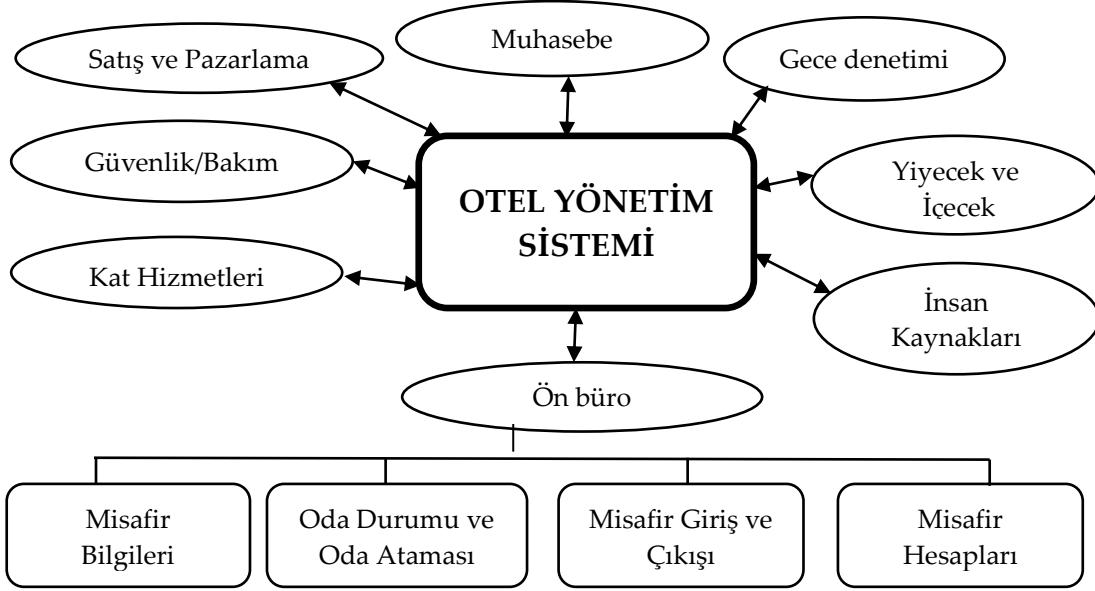 Satış ve Pazarlama
Muhasebe
Gece denetimi
Güvenlik/Bakım
OTEL YÖNETİM
SİSTEMİ
Yiyecek ve
İçecek
Kat Hizmetleri
İnsan
Kaynakları
Ön büro
Misafir
Bilgileri
Oda Durumu ve
Oda Ataması
Misafir Giriş ve
Çıkışı
Misafir
Hesapları